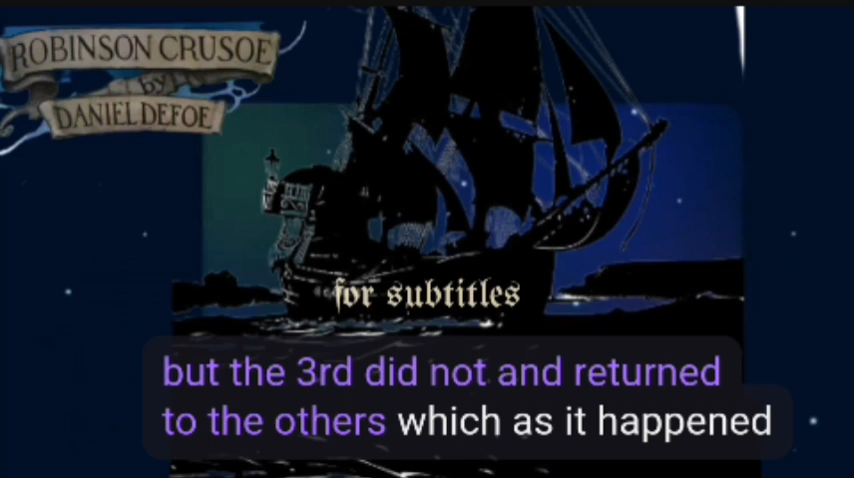 ROBINSON CRUSOE
by
DANIEL DEFOE
for subtitles
but the 3rd did not and returned
to the others which as it happened